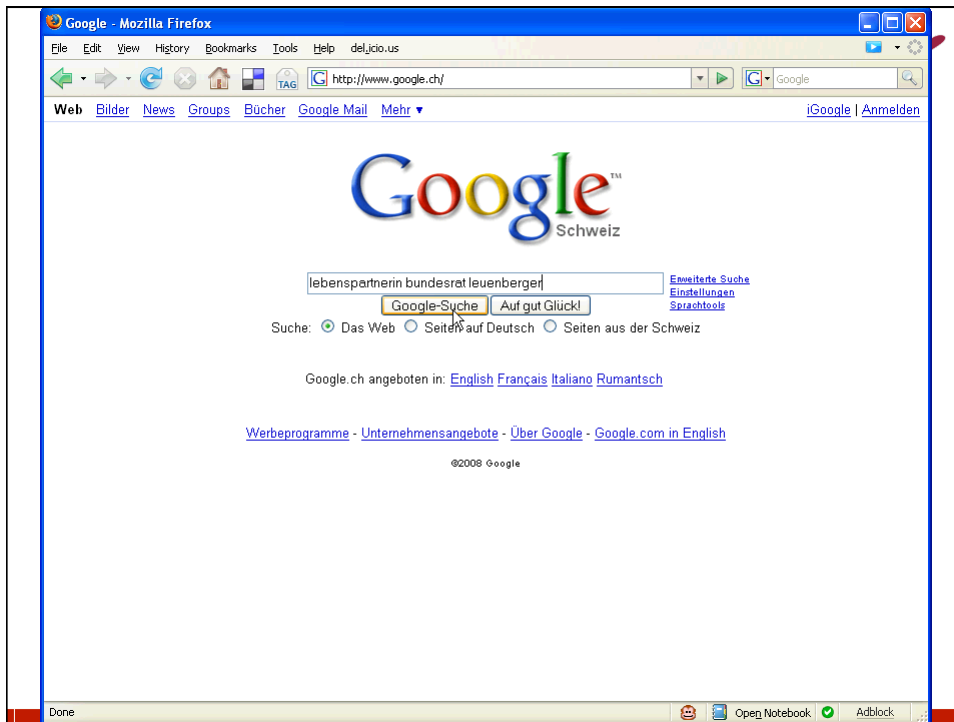 Google - Mozilla Firefox
File Edit View History Bookmarks Tools Help del.icio.us
TAG G http://www.google.ch/ G Google
Web Bilder News Groups Bücher Google Mail Mehr ▼ iGoogle | Anmelden
Google™
Schweiz
lebenspartnerin bundesrat leuenberger Erweiterte Suche
Einstellungen
Google-Suche Auf gut Glück! Sprachtools
Suche: Das Web Seiten auf Deutsch Seiten aus der Schweiz
Google.ch angeboten in: English Français Italiano Rumantsch
Werbeprogramme - Unternehmensangebote - Über Google - Google.com in English
©2008 Google
Done Open Notebook Adblock